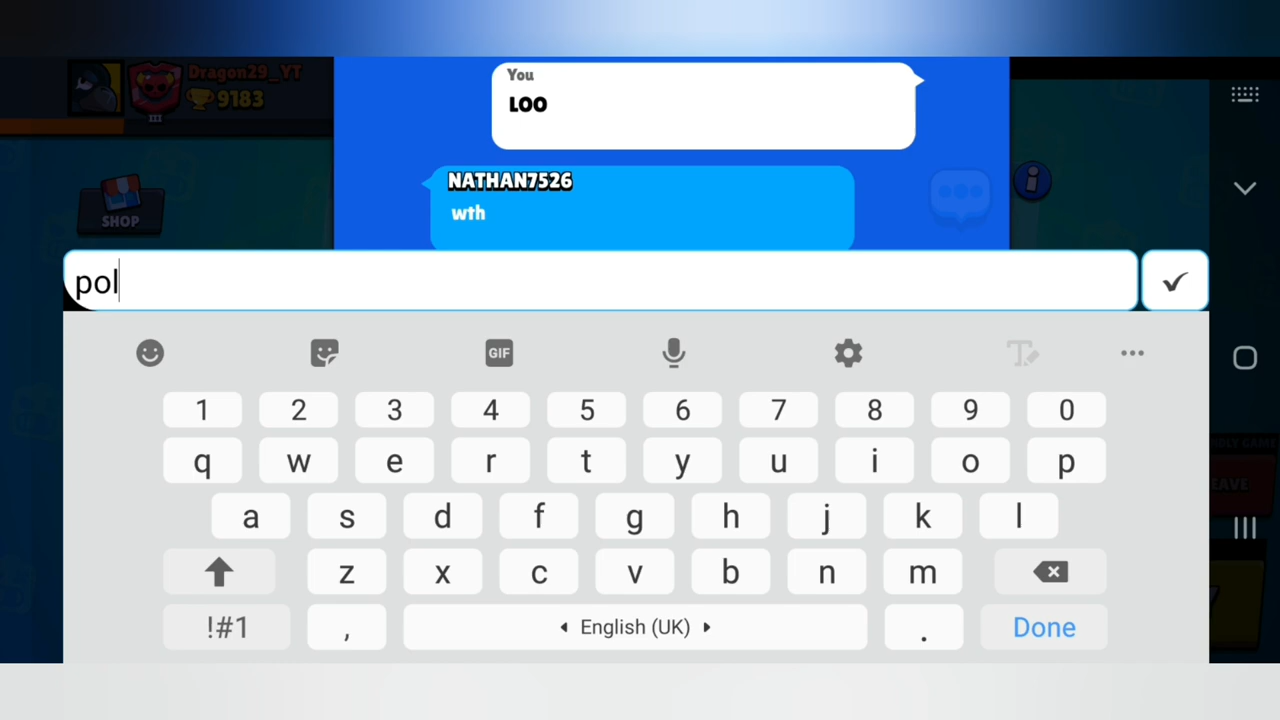 Dragon29_YT
9183
III
SHOP
You
LOO
NATHAN7526
wth
pol
GIF
1 2 3 4 5 6 7 8 9 0
q w e r t y u i o p
a s d f g h j k l
z x c v b n m
!#1 , English (UK) . Done